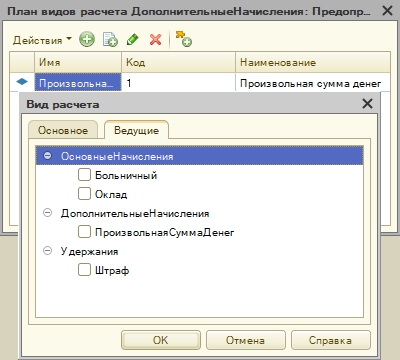 План видов расчета ДополнительныеНачисления: Предопр...
Действия
Имя Код Наименование
Произвольна... 1 Произвольная сумма денег
Вид расчета
Основное Ведущие
ОсновныеНачисления
Больничный
Оклад
ДополнительныеНачисления
ПроизвольнаяСуммаДенег
Удержания
Штраф
ОК Отмена Справка